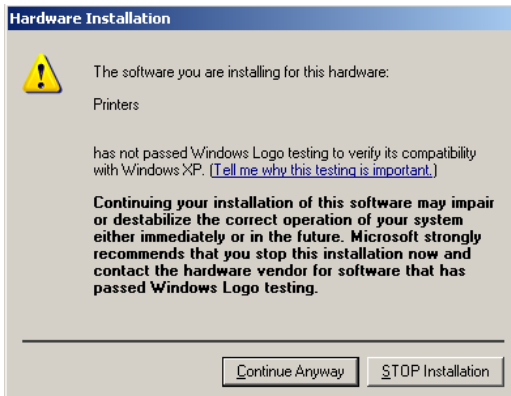 Hardware Installation
The software you are installing for this hardware:
Printers
has not passed Windows Logo testing to verify its compatibility
with Windows XP. (Tell me why this testing is important.)
Continuing your installation of this software may impair
or destabilize the correct operation of your system
either immediately or in the future. Microsoft strongly
recommends that you stop this installation now and
contact the hardware vendor for software that has
passed Windows Logo testing.
Continue Anyway
STOP Installation